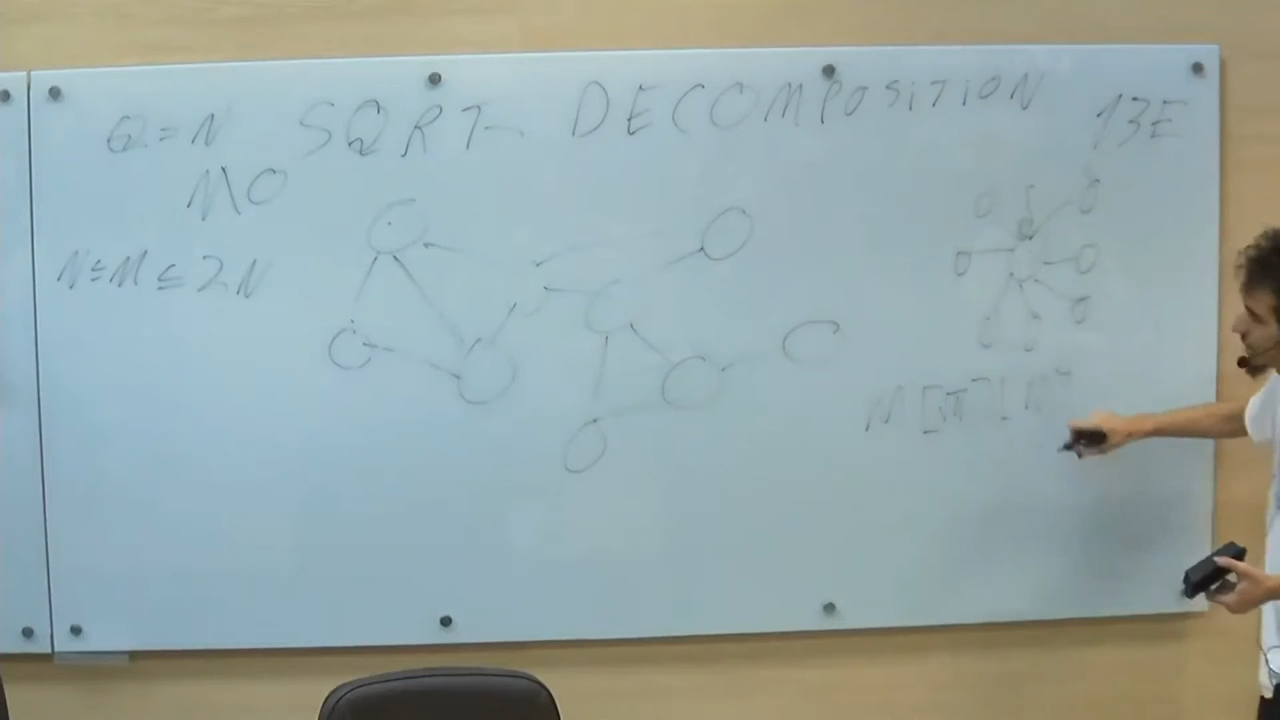 Q=N SQRT DECOMPOSITION 13E
MO
N≤M≤2N